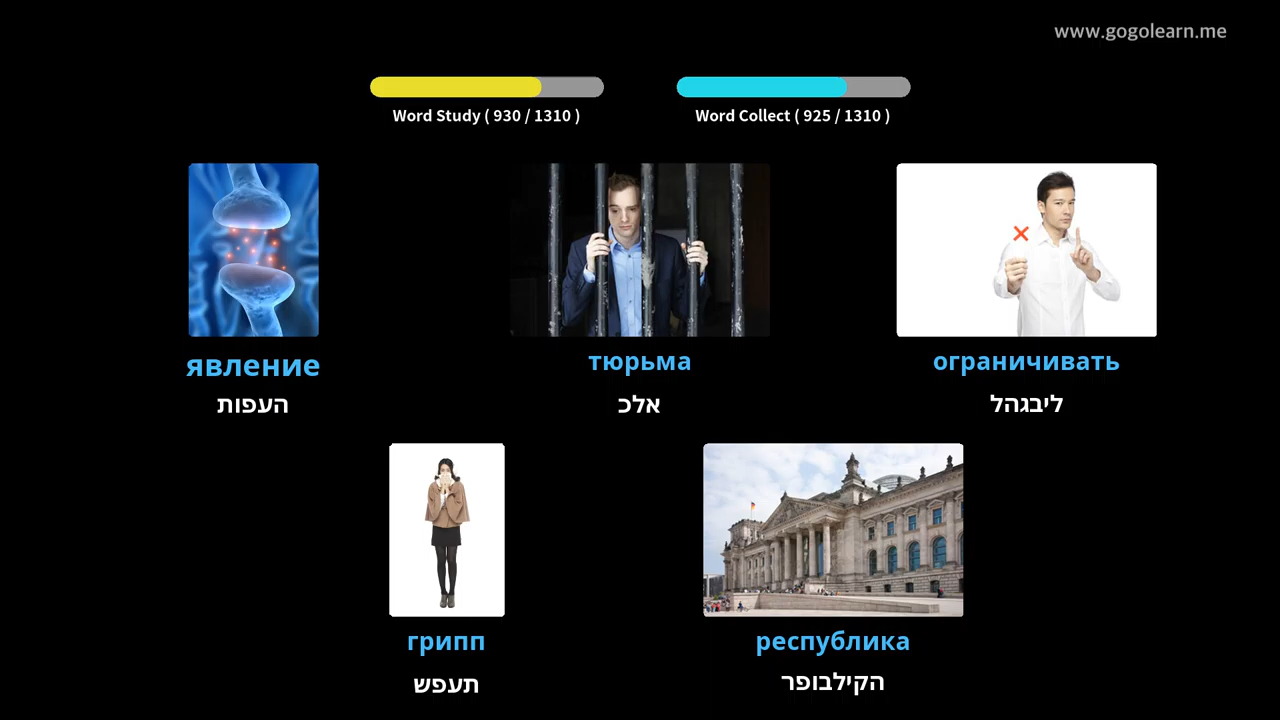 www.gogolearn.me
Word Study ( 930 / 1310 )
Word Collect ( 925 / 1310 )
явление
тюрьма
ограничивать
העפות
אלכ
ליבגהל
грипп
республика
תעפש
הקילבופר